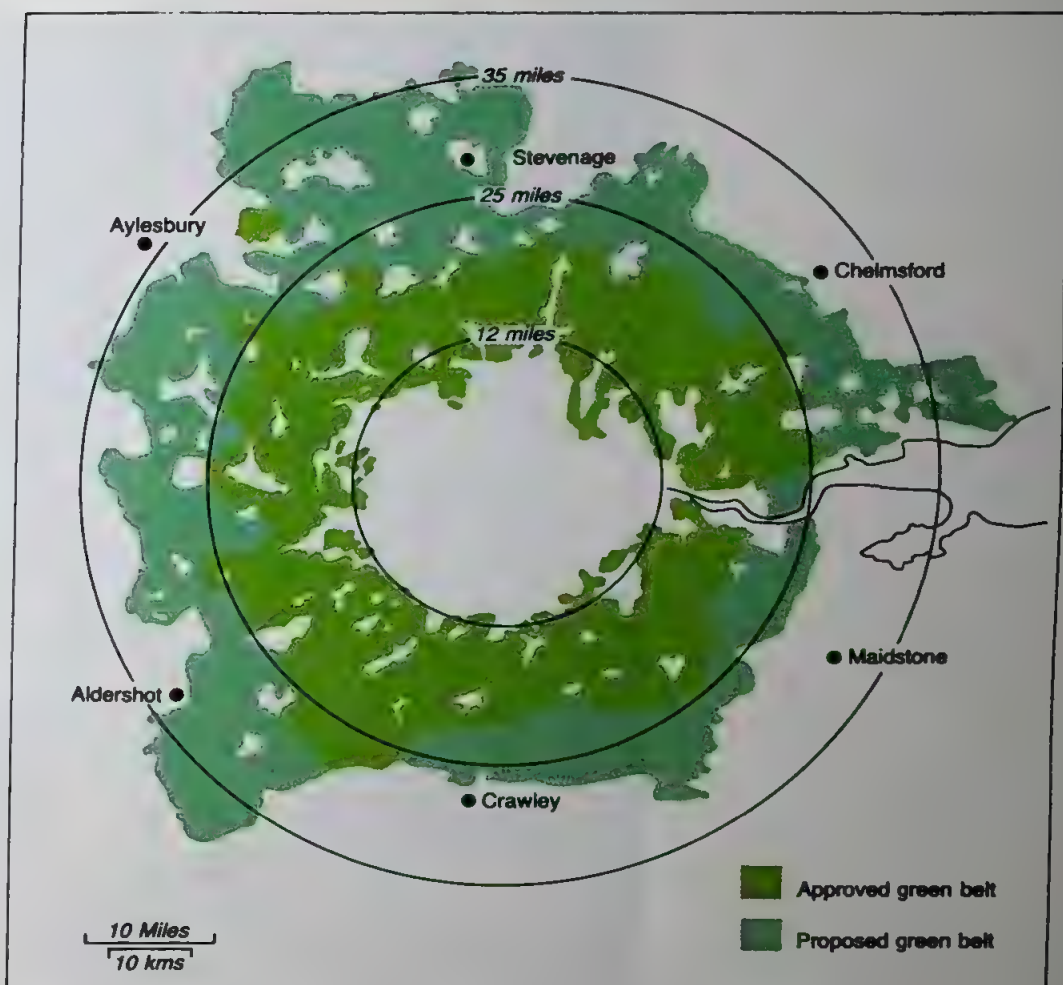 35 miles
Stevenage
25 miles
Aylesbury
Chelmsford
12 miles
Maidstone
Aldershot
Crawley
Approved green belt
Proposed green belt
10 Miles
10 kms